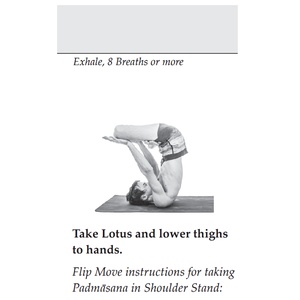 Exhale, 8 Breaths or more
Take Lotus and lower thighs
to hands.
Flip Move instructions for taking
Padmāsana in Shoulder Stand: